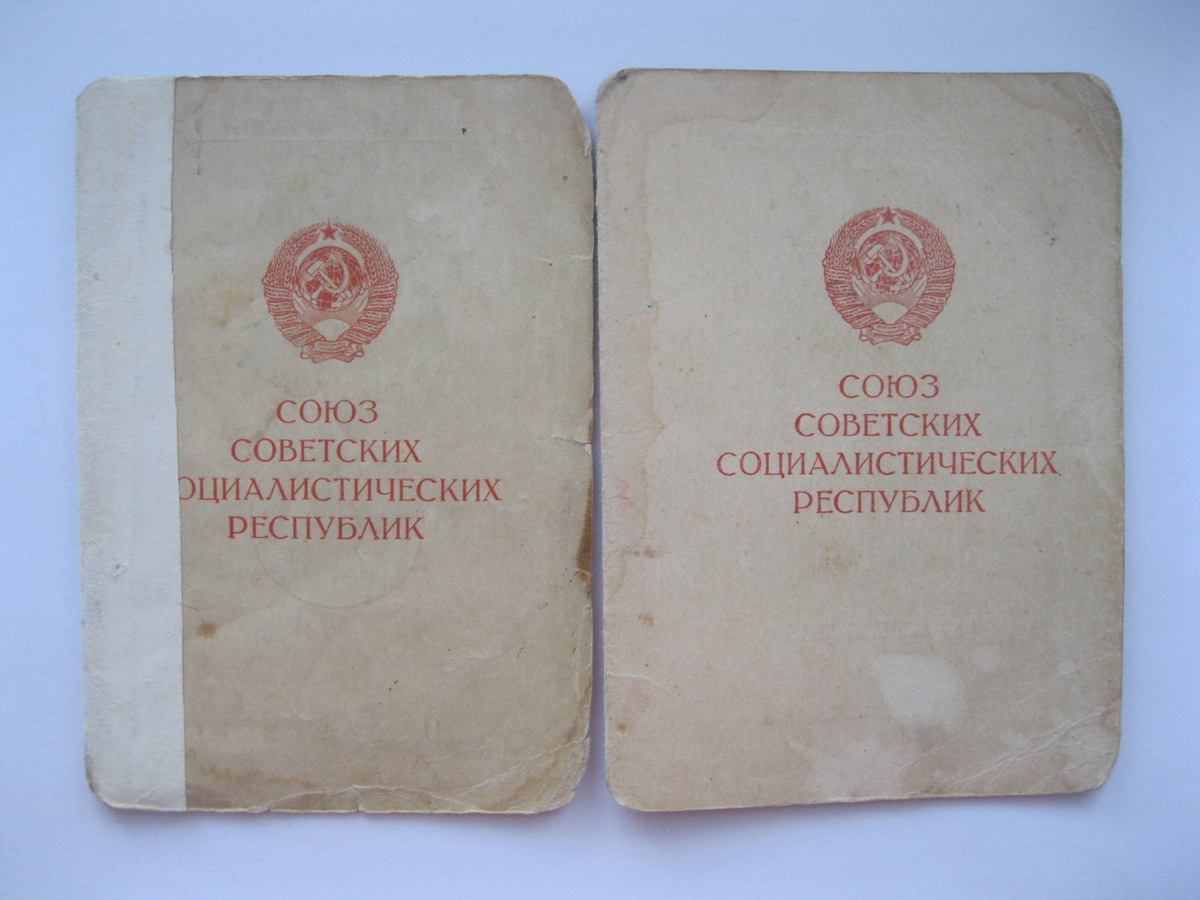 СОЮЗ
СОВЕТСКИХ
ОЦИАЛИСТИЧЕСКИХ
РЕСПУБЛИК
СОЮЗ
СОВЕТСКИХ
СОЦИАЛИСТИЧЕСКИХ
РЕСПУБЛИК